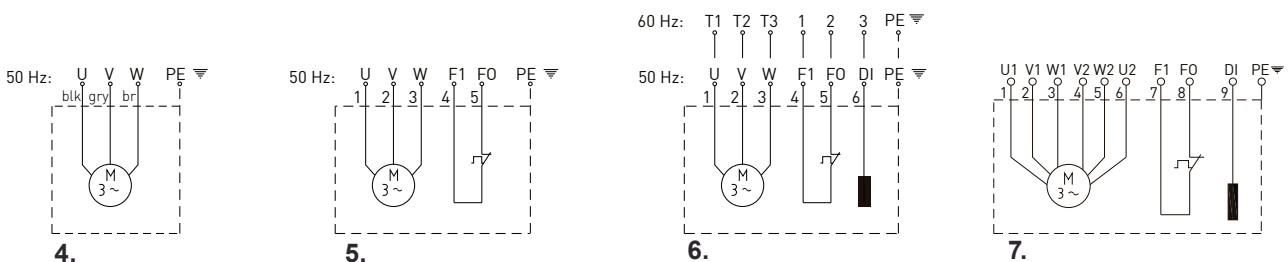 60 Hz: T1 T2 T3 1 2 3 PE
50 Hz: U V W PE
blk gry br
M
3 ~
4.
50 Hz: U V W F1 F0 PE
1 2 3 4 5
M
3 ~
5.
50 Hz: U V W F1 F0 DI PE
1 2 3 4 5 6
M
3 ~
6.
U1 V1 W1 V2 W2 U2 F1 F0 DI PE
1 2 3 4 5 6 7 8 9
M
3 ~
7.